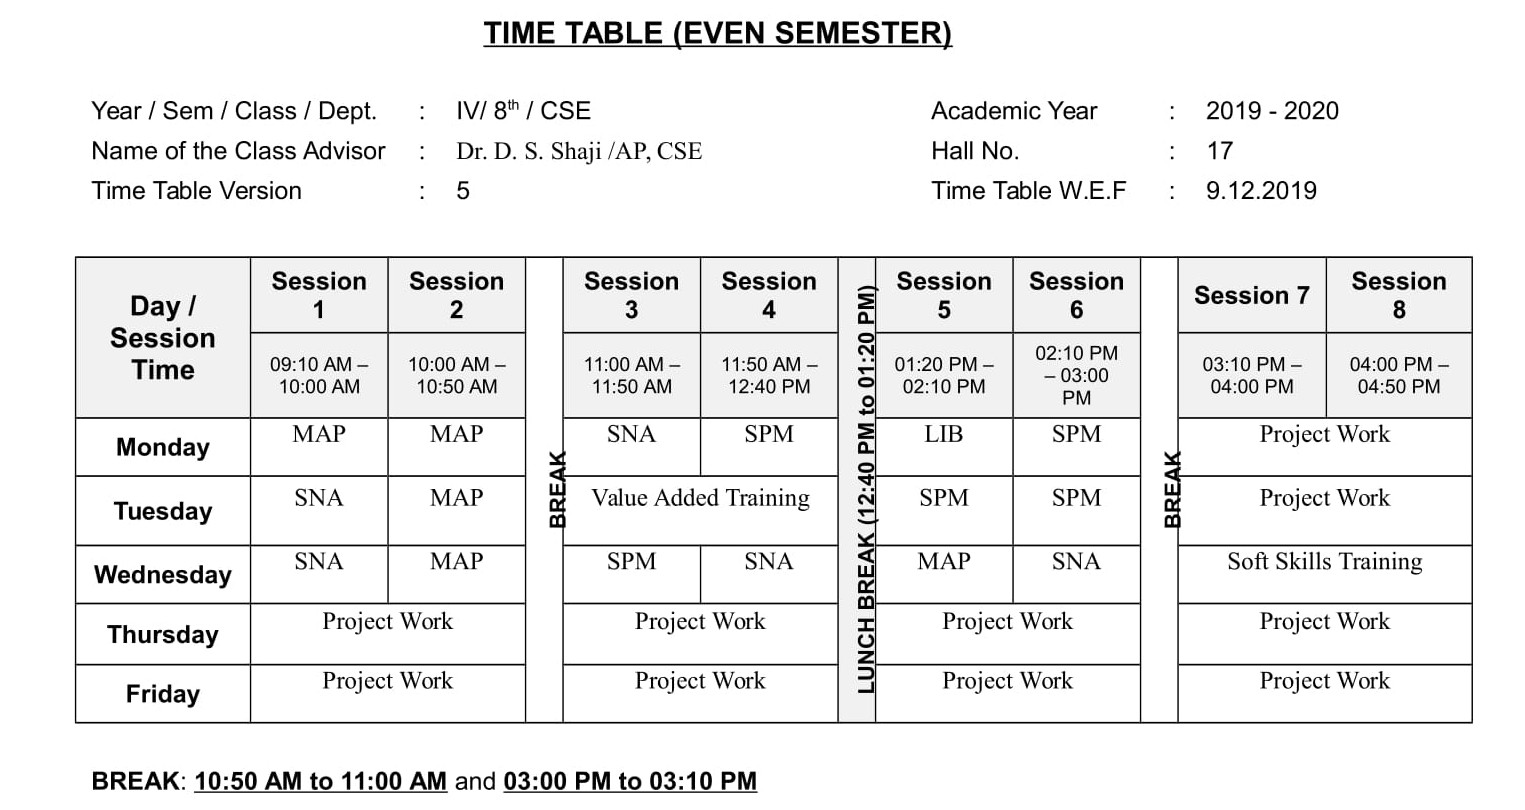 TIME TABLE (EVEN SEMESTER)
Year / Sem / Class / Dept. : IV/ 8th / CSE
Academic Year : 2019 - 2020
Name of the Class Advisor : Dr. D. S. Shaji /AP, CSE
Hall No. : 17
Time Table Version : 5
Time Table W.E.F : 9.12.2019
Day /
Session
Time
Session
1
Session
2
Session
3
Session
4
Session
5
Session
6
Session 7
Session
8
09:10 AM –
10:00 AM
10:00 AM –
10:50 AM
BREAK
11:00 AM –
11:50 AM
11:50 AM –
12:40 PM
LUNCH BREAK (12:40 PM to 01:20 PM)
01:20 PM –
02:10 PM
02:10 PM
– 03:00
PM
BREAK
03:10 PM –
04:00 PM
04:00 PM –
04:50 PM
Monday MAP MAP SNA SPM LIB SPM Project Work
Tuesday SNA MAP Value Added Training SPM SPM Project Work
Wednesday SNA MAP SPM SNA MAP SNA Soft Skills Training
Thursday Project Work Project Work Project Work Project Work
Friday Project Work Project Work Project Work Project Work
BREAK: 10:50 AM to 11:00 AM and 03:00 PM to 03:10 PM